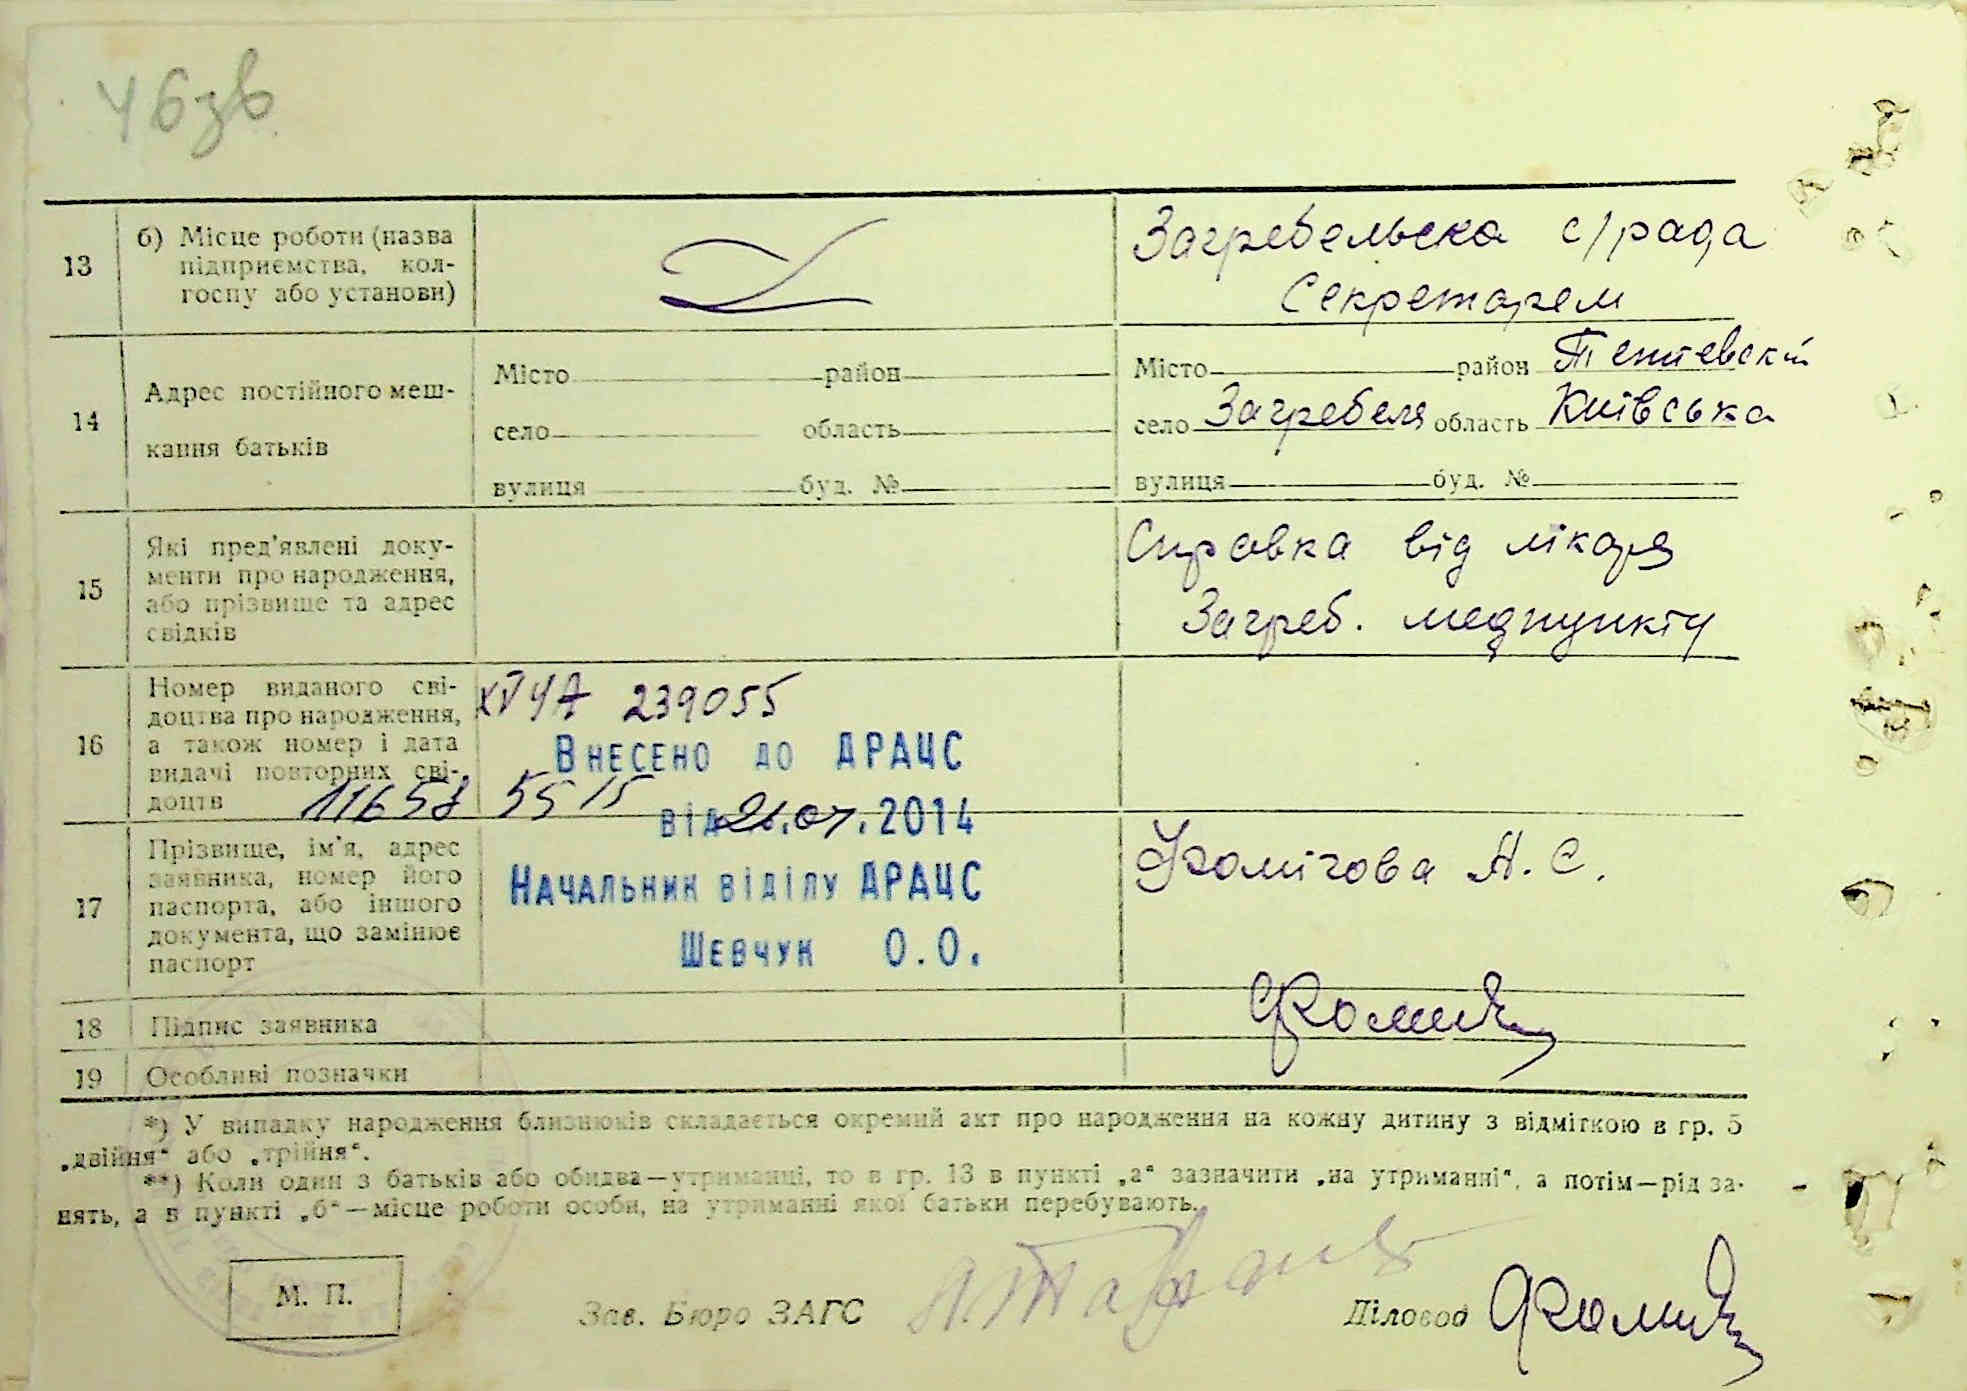 46зв
13
б) Місце роботи (назва
підприємства, кол-
госпу або установи)
Загребельська с/рада
Секретарем
14
Адрес постійного меш-
кання батьків
Місто район
село область
вулиця буд. №
Місто район
село Загребеля область Київська
вулиця буд. №
15
Які пред'явлені доку-
менти про народження,
або прізвище та адрес
свідків
Справка від лікаря
Загреб. медпункту
16
Номер виданого сві-
доцтва про народження,
а також номер і дата
видачі повторних сві-
доцтв
239055
Внесено до ДРАЦС
від .07.2014
Начальник відділу ДРАЦС
Шевчук О.О.
17
Прізвище, ім'я, адрес
заявника, номер його
паспорта, або іншого
документа, що замінює
паспорт
А. С.
18
Підпис заявника
19
Особливі позначки
*) У випадку народження близнюків складається окремий акт про народження на кожну дитину з відміткою в гр. 5
„двійня“ або „трійня“.
**) Коли один з батьків або обидва—утриманці, то в гр. 13 в пункті „а“ зазначити „на утриманні“, а потім—рід за-
нять, а в пункті „б“—місце роботи особи, на утриманні якої батьки перебувають.
М. П.
Зав. Бюро ЗАГС
Діловод